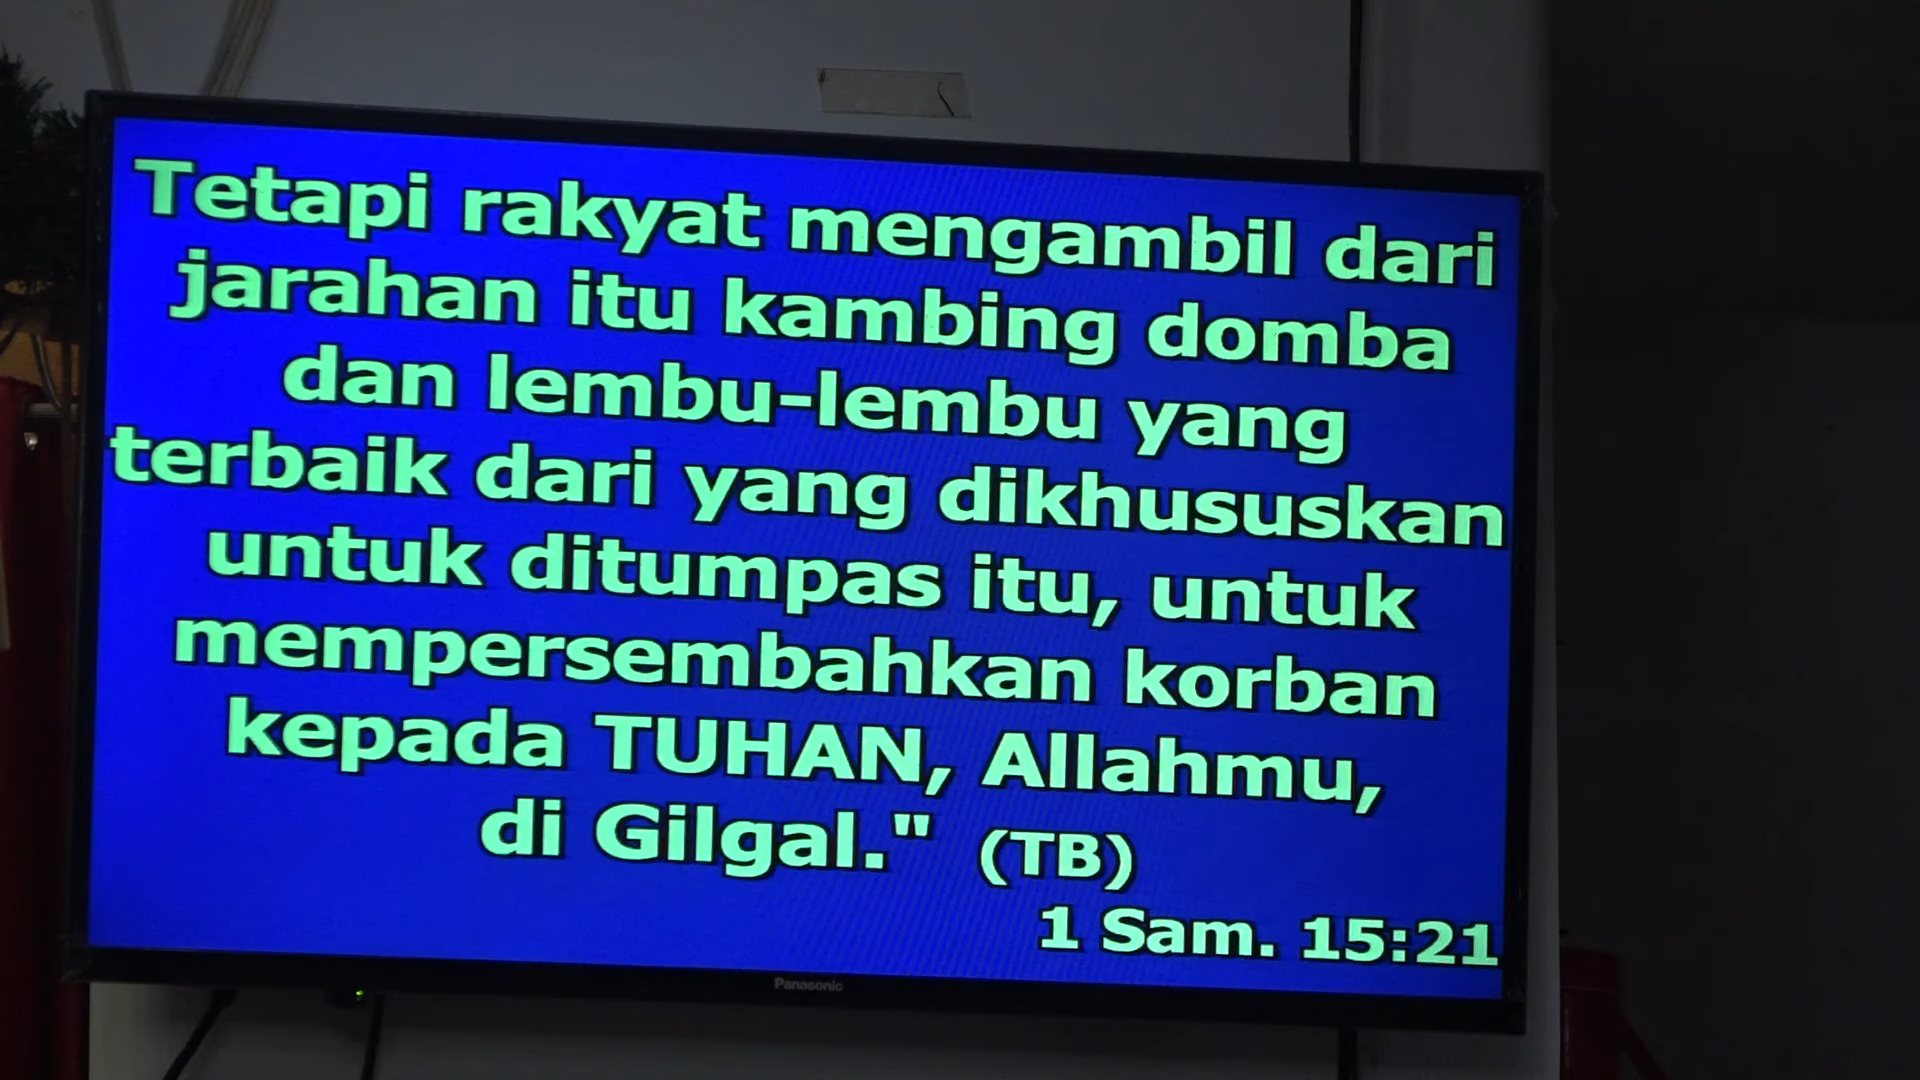 Tetapi rakyat mengambil dari
jarahan itu kambing domba
dan lembu-lembu yang
terbaik dari yang dikhususkan
untuk ditumpas itu, untuk
mempersembahkan korban
kepada TUHAN, Allahmu,
di Gilgal." (TB)
1 Sam. 15:21
Panasonic